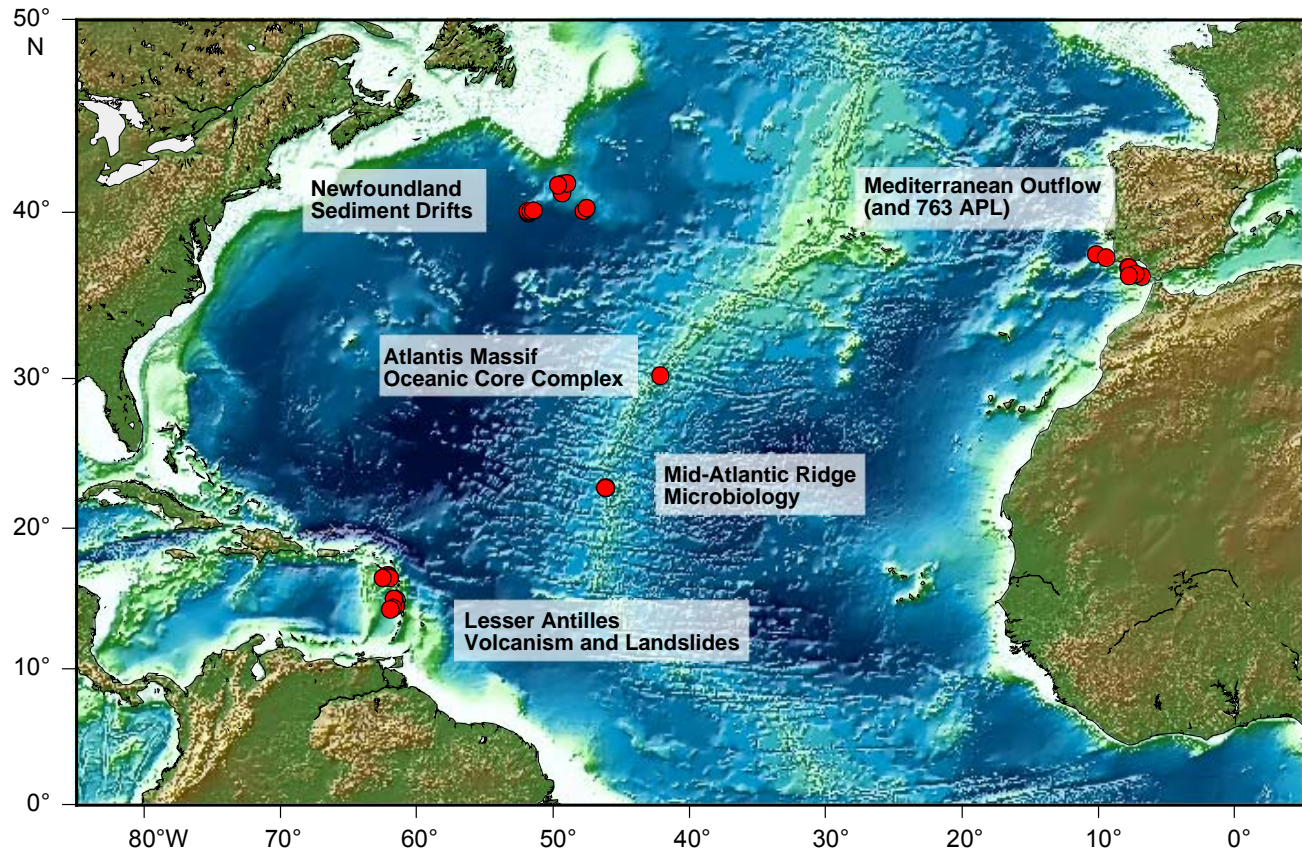 50°
N
Newfoundland
Sediment Drifts
Mediterranean Outflow
(and 763 APL)
40°
Atlantis Massif
Oceanic Core Complex
30°
Mid-Atlantic Ridge
Microbiology
20°
Lesser Antilles
Volcanism and Landslides
10°
0°
80°W 70° 60° 50° 40° 30° 20° 10° 0°